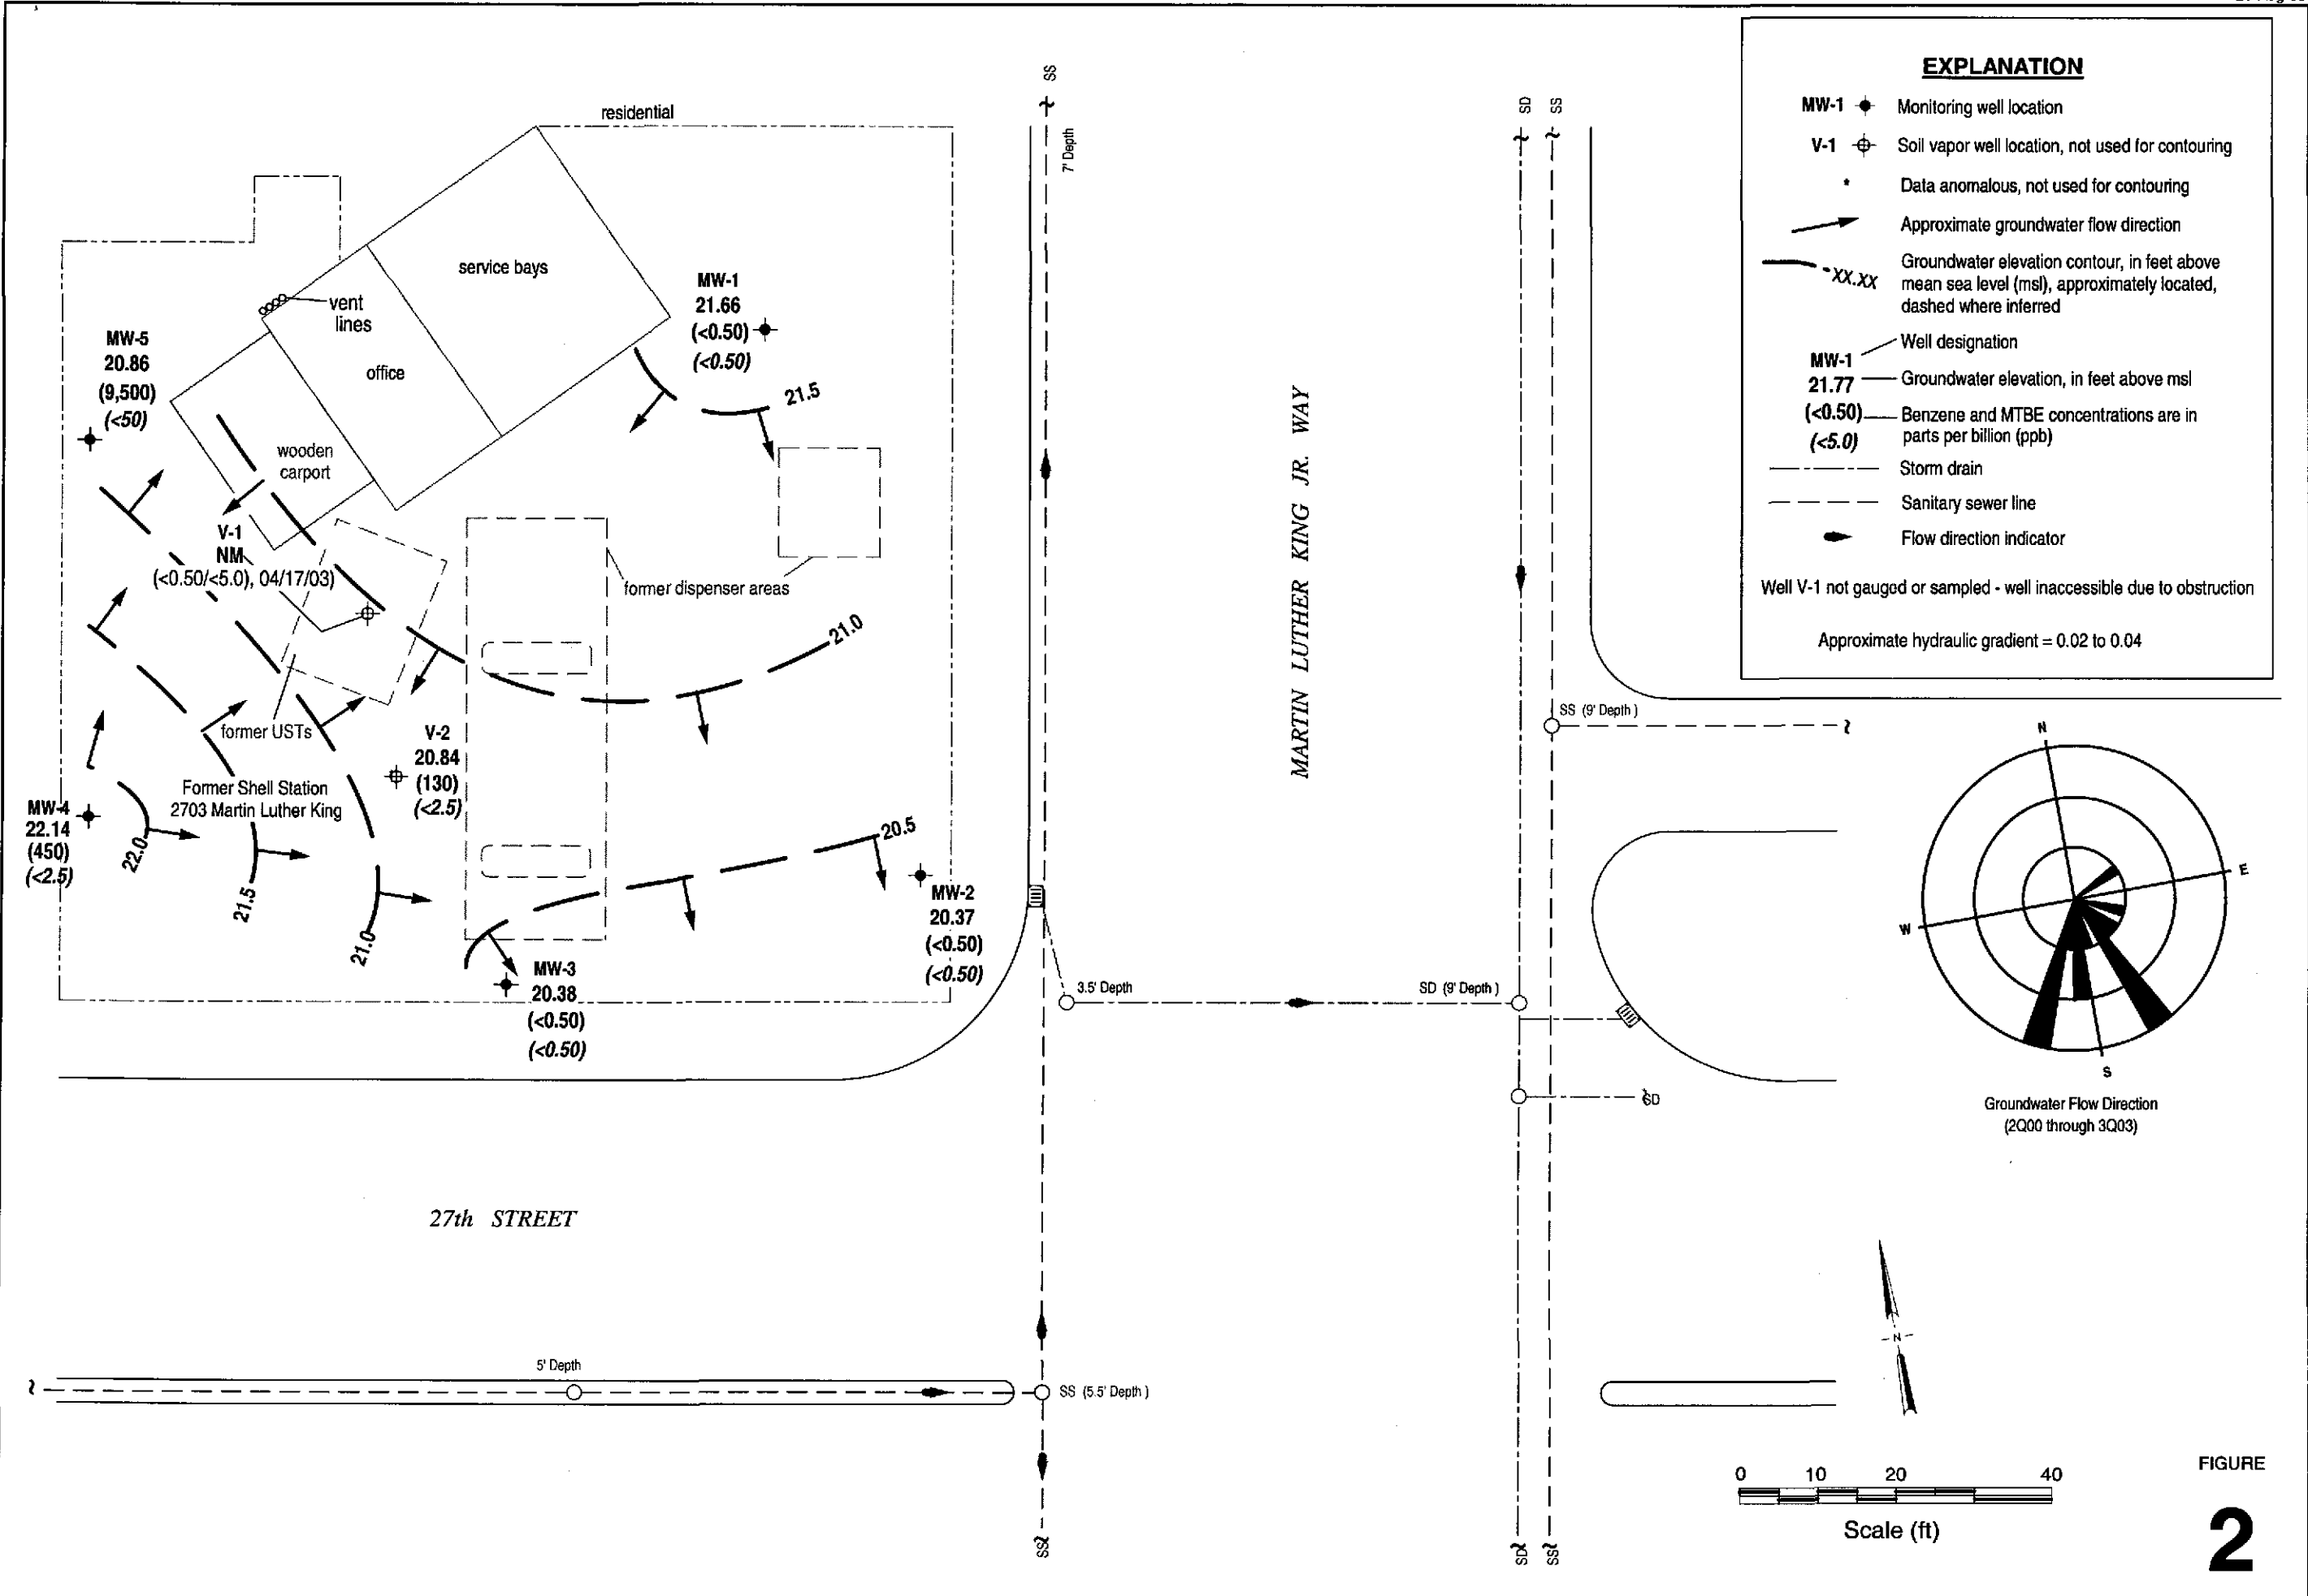 EXPLANATION
MW-1 Monitoring well location
V-1 Soil vapor well location, not used for contouring
* Data anomalous, not used for contouring
Approximate groundwater flow direction
XX.XX
Groundwater elevation contour, in feet above
mean sea level (msl), approximately located,
dashed where inferred
Well designation
MW-1
21.77 Groundwater elevation, in feet above msl
(<0.50) Benzene and MTBE concentrations are in
(<5.0) parts per billion (ppb)
Storm drain
Sanitary sewer line
Flow direction indicator
Well V-1 not gauged or sampled - well inaccessible due to obstruction
Approximate hydraulic gradient = 0.02 to 0.04
residential
service bays
vent
lines
office
wooden
carport
MW-1
21.66
(<0.50)
(<0.50)
21.5
MW-5
20.86
(9,500)
(<50)
V-1
NM
(<0.50/<5.0), 04/17/03)
former dispenser areas
21.0
former USTs
V-2
20.84
(130)
(<2.5)
Former Shell Station
2703 Martin Luther King
MW-4
22.14
(450)
(<2.5)
22.0
21.5
21.0
20.5
MW-2
20.37
(<0.50)
(<0.50)
MW-3
20.38
(<0.50)
(<0.50)
SS
7' Depth
SD
SS
MARTIN LUTHER KING JR. WAY
SS (9' Depth )
3.5' Depth
SD (9' Depth )
SD
27th STREET
5' Depth
SS (5.5' Depth )
SS
SD
SS
N
E
W
S
Groundwater Flow Direction
(2Q00 through 3Q03)
N
0 10 20 40
Scale (ft)
FIGURE
2